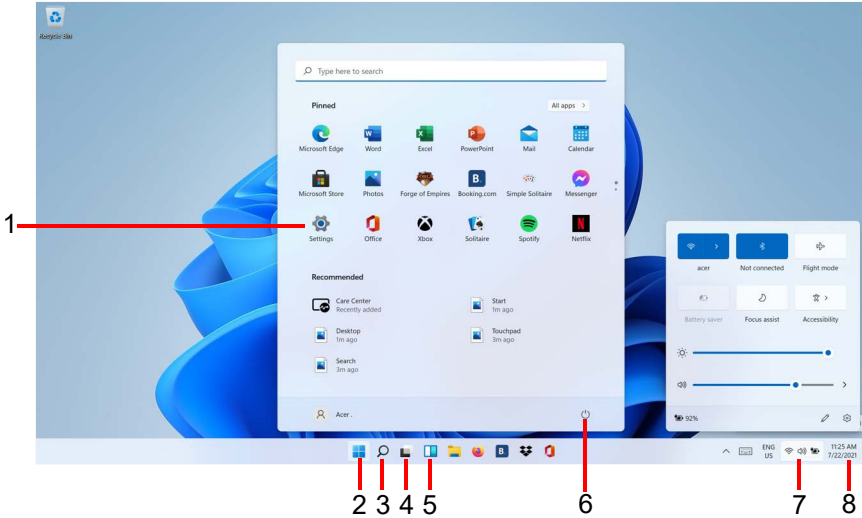 Recycle Bin
Type here to search
Pinned
All apps >
Microsoft Edge Word Excel PowerPoint Mail Calendar
Microsoft Store Photos Forge of Empires Booking.com Simple Solitaire Messenger
1
Settings Office Xbox Solitaire Spotify Netflix
Recommended
Care Center
Recently added
Start
1m ago
Desktop
1m ago
Touchpad
3m ago
Search
3m ago
Acer .
acer Not connected Flight mode
Battery saver Focus assist Accessibility
92%
ENG
US
11:25 AM
7/22/2021
2 3 4 5 6 7 8